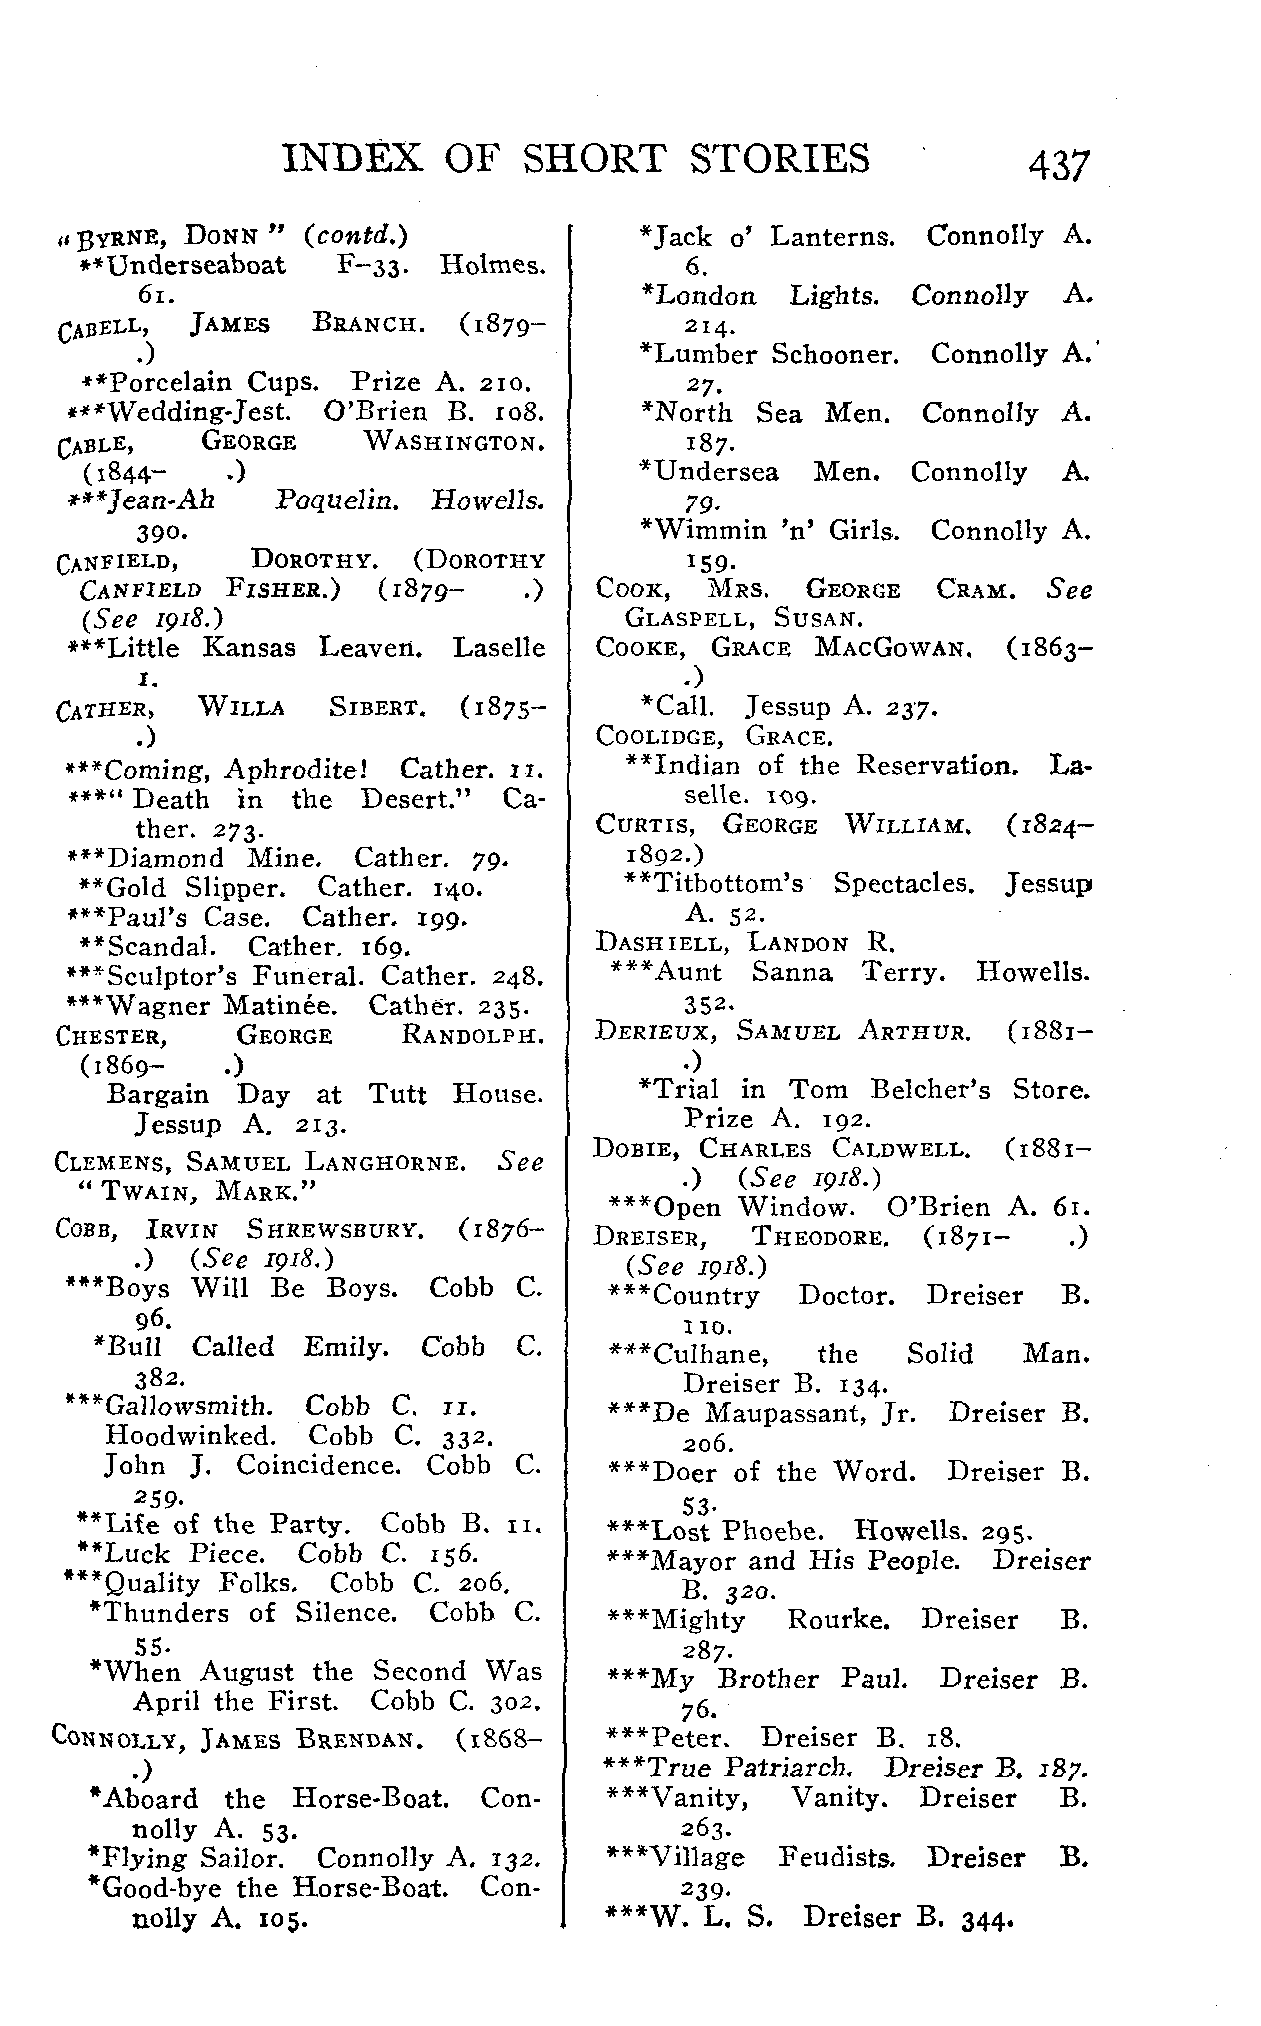 INDEX OF SHORT STORIES 437
"BYRNE, DONN" (contd.)
**Underseaboat F-33. Holmes.
61.
CABELL, JAMES BRANCH. (1879-
.)
**Porcelain Cups. Prize A. 210.
***Wedding-Jest. O'Brien B. 108.
CABLE, GEORGE WASHINGTON.
(1844- .)
***Jean-Ah Poquelin. Howells.
390.
CANFIELD, DOROTHY. (DOROTHY
CANFIELD FISHER.) (1879- .)
(See 1918.)
***Little Kansas Leaven. Laselle
1.
CATHER, WILLA SIBERT. (1875-
.)
***Coming, Aphrodite! Cather. 11.
***"Death in the Desert." Ca-
ther. 273.
***Diamond Mine. Cather. 79.
**Gold Slipper. Cather. 140.
***Paul's Case. Cather. 199.
**Scandal. Cather. 169.
***Sculptor's Funeral. Cather. 248.
***Wagner Matinée. Cather. 235.
CHESTER, GEORGE RANDOLPH.
(1869- .)
Bargain Day at Tutt House.
Jessup A. 213.
CLEMENS, SAMUEL LANGHORNE. See
"TWAIN, MARK."
COBB, IRVIN SHREWSBURY. (1876-
.) (See 1918.)
***Boys Will Be Boys. Cobb C.
96.
*Bull Called Emily. Cobb C.
382.
***Gallowsmith. Cobb C. 11.
Hoodwinked. Cobb C. 332.
John J. Coincidence. Cobb C.
259.
**Life of the Party. Cobb B. 11.
**Luck Piece. Cobb C. 156.
***Quality Folks. Cobb C. 206.
*Thunders of Silence. Cobb C.
55.
*When August the Second Was
April the First. Cobb C. 302.
CONNOLLY, JAMES BRENDAN. (1868-
.)
*Aboard the Horse-Boat. Con-
nolly A. 53.
*Flying Sailor. Connolly A. 132.
*Good-bye the Horse-Boat. Con-
nolly A. 105.
*Jack o' Lanterns. Connolly A.
6.
*London Lights. Connolly A.
214.
*Lumber Schooner. Connolly A.
27.
*North Sea Men. Connolly A.
187.
*Undersea Men. Connolly A.
79.
*Wimmin 'n' Girls. Connolly A.
159.
COOK, MRS. GEORGE CRAM. See
GLASPELL, SUSAN.
COOKE, GRACE MACGOWAN. (1863-
.)
*Call. Jessup A. 237.
COOLIDGE, GRACE.
**Indian of the Reservation. La-
selle. 109.
CURTIS, GEORGE WILLIAM. (1824-
1892.)
**Titbottom's Spectacles. Jessup
A. 52.
DASHIELL, LANDON R.
***Aunt Sanna Terry. Howells.
352.
DERIEUX, SAMUEL ARTHUR. (1881-
.)
*Trial in Tom Belcher's Store.
Prize A. 192.
DOBIE, CHARLES CALDWELL. (1881-
.) (See 1918.)
***Open Window. O'Brien A. 61.
DREISER, THEODORE. (1871- .)
(See 1918.)
***Country Doctor. Dreiser B.
110.
***Culhane, the Solid Man.
Dreiser B. 134.
***De Maupassant, Jr. Dreiser B.
206.
***Doer of the Word. Dreiser B.
53.
***Lost Phoebe. Howells. 295.
***Mayor and His People. Dreiser
B. 320.
***Mighty Rourke. Dreiser B.
287.
***My Brother Paul. Dreiser B.
76.
***Peter. Dreiser B. 18.
***True Patriarch. Dreiser B. 187.
***Vanity, Vanity. Dreiser B.
263.
***Village Feudists. Dreiser B.
239.
***W. L. S. Dreiser B. 344.